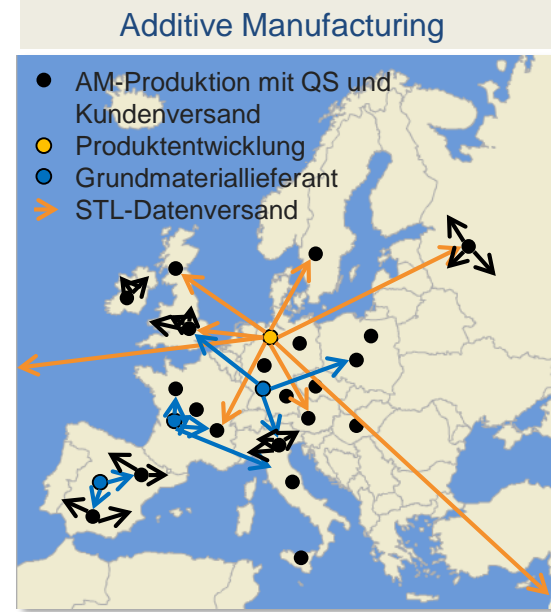 Additive Manufacturing
AM-Produktion mit QS und
Kundenversand
Produktentwicklung
Grundmateriallieferant
STL-Datenversand